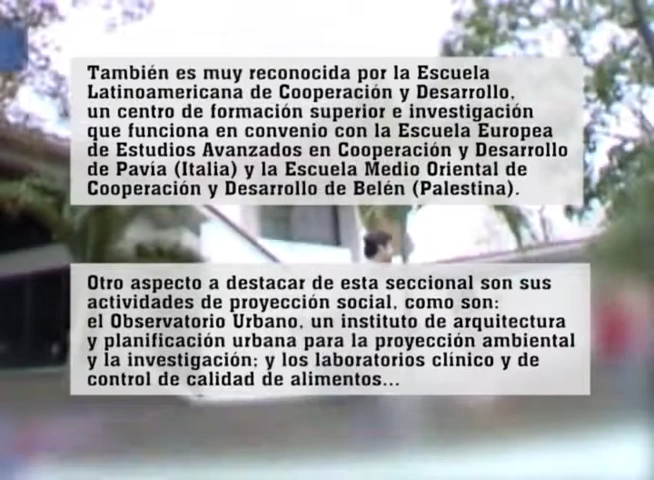 También es muy reconocida por la Escuela
Latinoamericana de Cooperación y Desarrollo,
un centro de formación superior e investigación
que funciona en convenio con la Escuela Europea
de Estudios Avanzados en Cooperación y Desarrollo
de Pavía (Italia) y la Escuela Medio Oriental de
Cooperación y Desarrollo de Belén (Palestina).
Otro aspecto a destacar de esta seccional son sus
actividades de proyección social, como son:
el Observatorio Urbano, un instituto de arquitectura
y planificación urbana para la proyección ambiental
y la investigación; y los laboratorios clínico y de
control de calidad de alimentos...